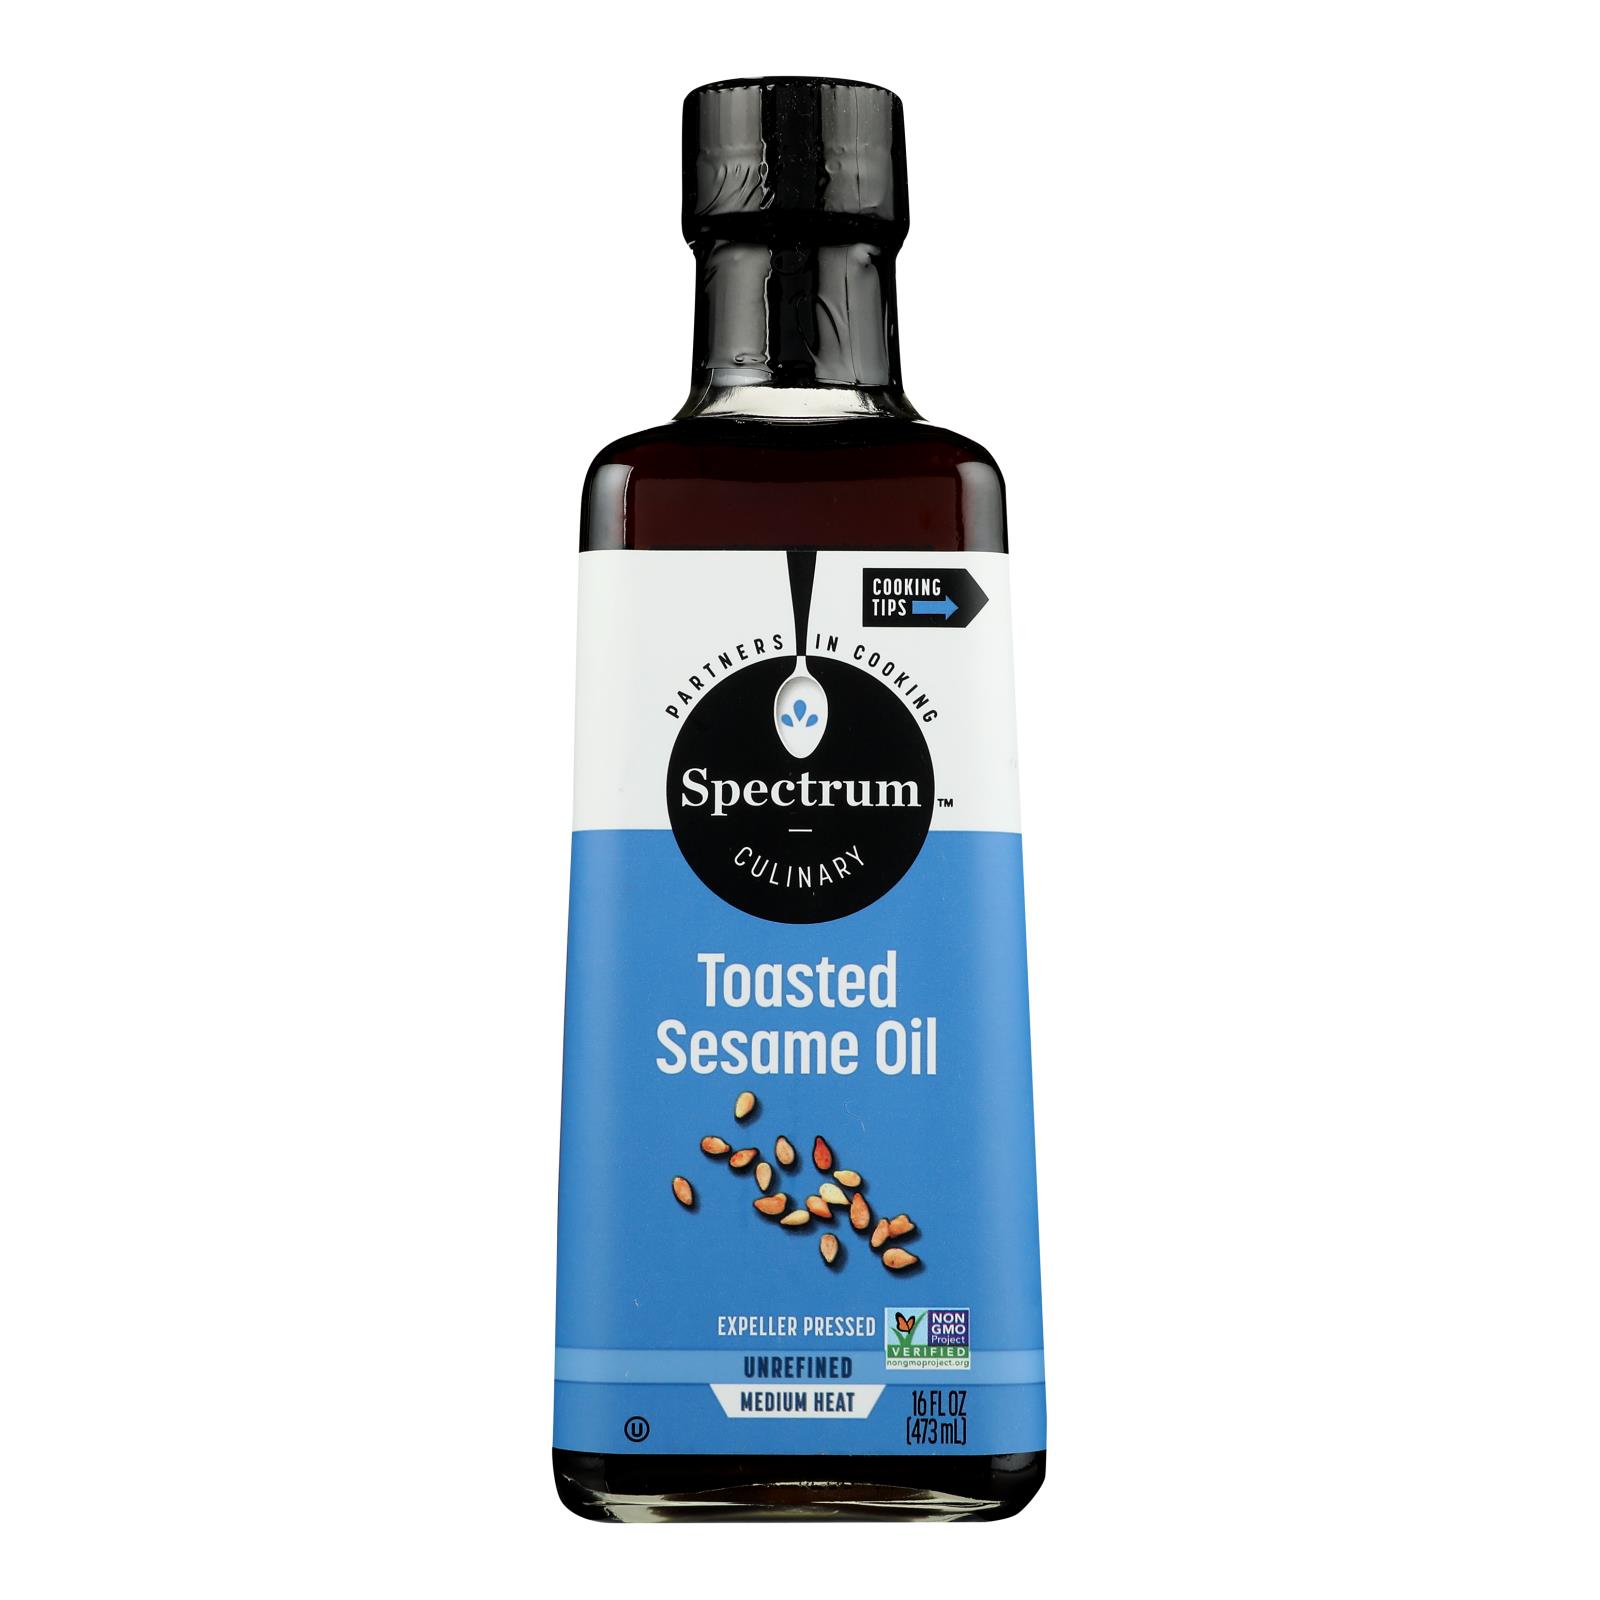 COOKING
TIPS
PARTNERS IN COOKING
Spectrum™
CULINARY
Toasted
Sesame Oil
EXPELLER PRESSED
NON
GMO
Project
VERIFIED
nongmoproject.org
UNREFINED
MEDIUM HEAT
16 FL OZ
(473 mL)
U